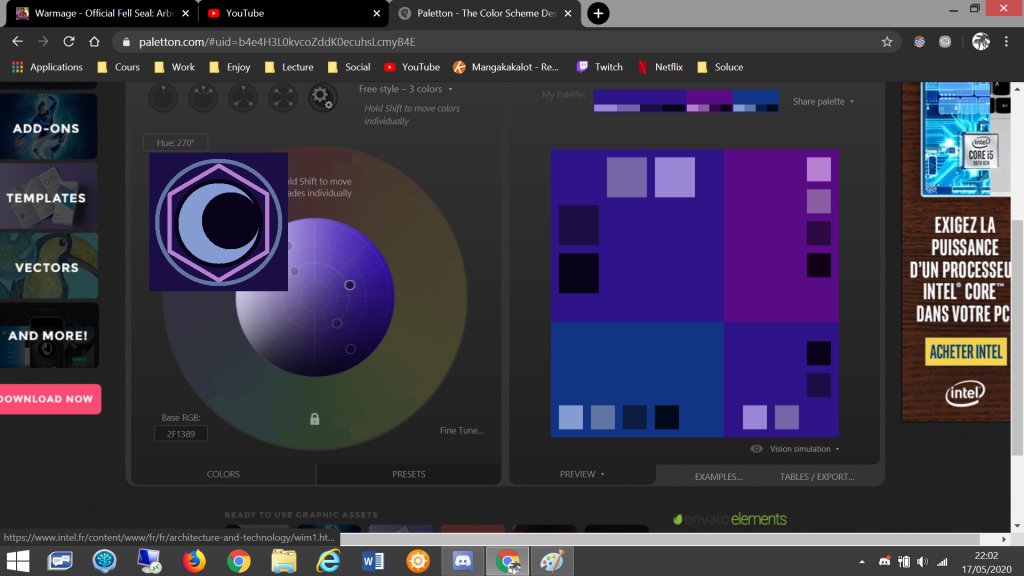 Warmage - Official Fell Seal: Arbi
YouTube
Paletton - The Color Scheme Des
paletton.com/#uid=b4e4H3L0kvcoZddK0ecuhsLcmyB4E
Applications
Cours
Work
Enjoy
Lecture
Social
YouTube
Mangakakalot - Re...
Twitch
Netflix
Soluce
ADD-ONS
TEMPLATES
VECTORS
AND MORE!
DOWNLOAD NOW
Free style – 3 colors
Hold Shift to move colors
individually
Hue: 270°
old Shift to move
ades individually
Base RGB:
2F1389
Fine Tune...
COLORS
PRESETS
My Palette:
Share palette
Vision simulation
PREVIEW
EXAMPLES...
TABLES / EXPORT...
intel
CORE i5
EXIGEZ LA
PUISSANCE
D'UN PROCESSEU
INTEL® CORE™
DANS VOTRE PC
ACHETER INTEL
intel
READY TO USE GRAPHIC ASSETS
envato elements
https://www.intel.fr/content/www/fr/fr/architecture-and-technology/wim1.ht...
22:02
17/05/2020